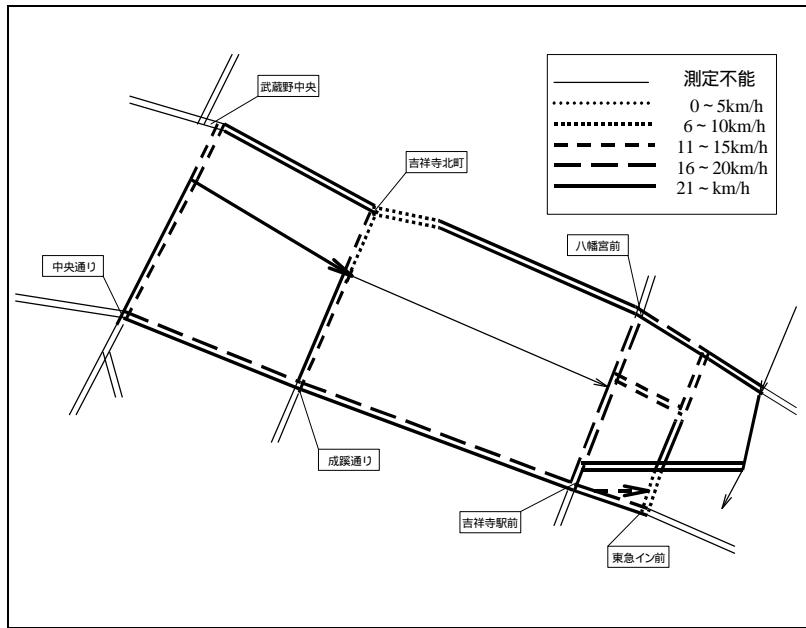 測定不能
0～5km/h
6～10km/h
11～15km/h
16～20km/h
21～km/h
武蔵野中央
吉祥寺北町
八幡宮前
中央通り
成蹊通り
吉祥寺駅前
東急イン前